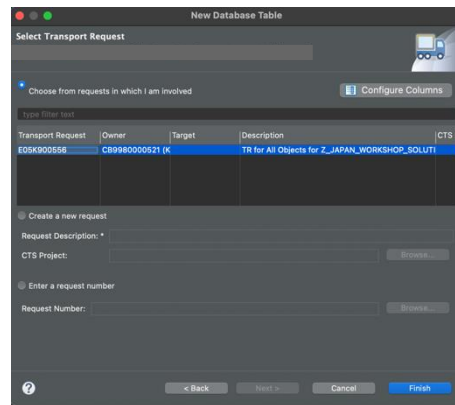 New Database Table
Select Transport Request
Choose from requests in which I am involved
Configure Columns
type filter text
Transport Request Owner Target Description CTS
E05K900556 CB9980000521 (K TR for All Objects for Z_JAPAN_WORKSHOP_SOLUTI
Create a new request
Request Description: *
CTS Project: Browse...
Enter a request number
Request Number: Browse...
? < Back Next > Cancel Finish